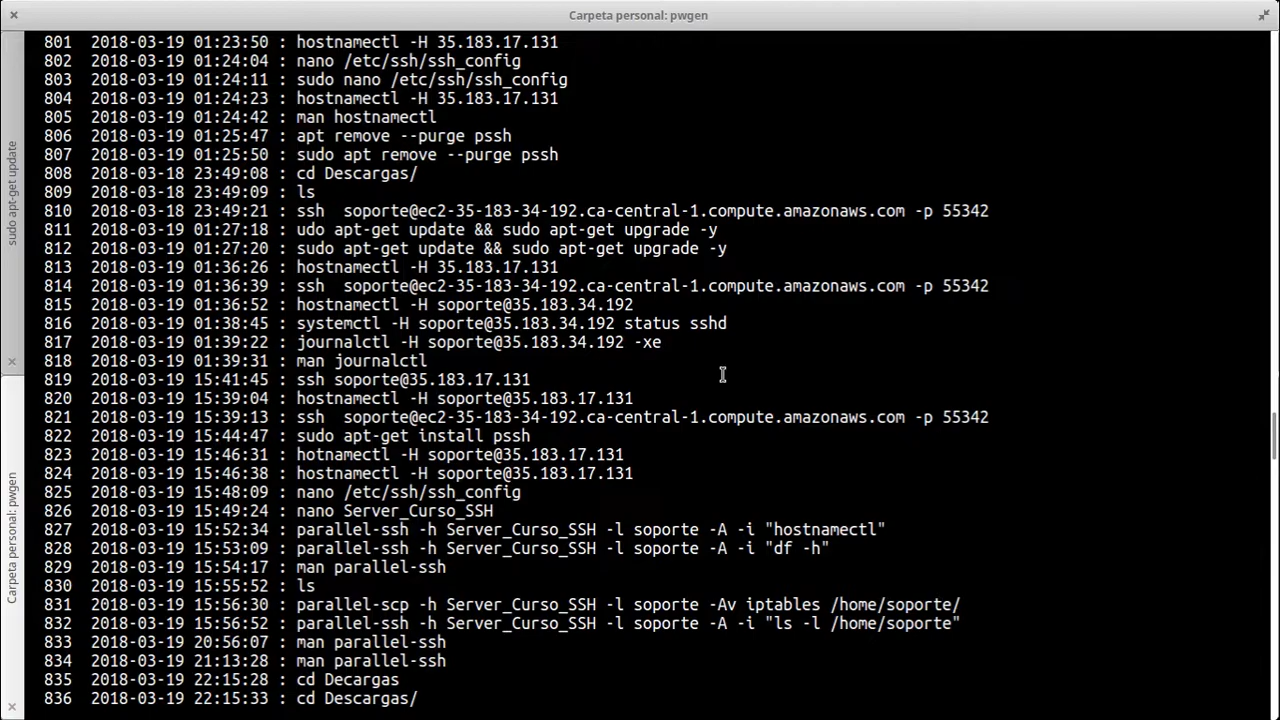 Carpeta personal: pwgen
sudo apt-get update
Carpeta personal: pwgen
801  2018-03-19 01:23:50 : hostnamectl -H 35.183.17.131
802  2018-03-19 01:24:04 : nano /etc/ssh/ssh_config
803  2018-03-19 01:24:11 : sudo nano /etc/ssh/ssh_config
804  2018-03-19 01:24:23 : hostnamectl -H 35.183.17.131
805  2018-03-19 01:24:42 : man hostnamectl
806  2018-03-19 01:25:47 : apt remove --purge pssh
807  2018-03-19 01:25:50 : sudo apt remove --purge pssh
808  2018-03-18 23:49:08 : cd Descargas/
809  2018-03-18 23:49:09 : ls
810  2018-03-18 23:49:21 : ssh  soporte@ec2-35-183-34-192.ca-central-1.compute.amazonaws.com -p 55342
811  2018-03-19 01:27:18 : udo apt-get update && sudo apt-get upgrade -y
812  2018-03-19 01:27:20 : sudo apt-get update && sudo apt-get upgrade -y
813  2018-03-19 01:36:26 : hostnamectl -H 35.183.17.131
814  2018-03-19 01:36:39 : ssh  soporte@ec2-35-183-34-192.ca-central-1.compute.amazonaws.com -p 55342
815  2018-03-19 01:36:52 : hostnamectl -H soporte@35.183.34.192
816  2018-03-19 01:38:45 : systemctl -H soporte@35.183.34.192 status sshd
817  2018-03-19 01:39:22 : journalctl -H soporte@35.183.34.192 -xe
818  2018-03-19 01:39:31 : man journalctl
819  2018-03-19 15:41:45 : ssh soporte@35.183.17.131
820  2018-03-19 15:39:04 : hostnamectl -H soporte@35.183.17.131
821  2018-03-19 15:39:13 : ssh  soporte@ec2-35-183-34-192.ca-central-1.compute.amazonaws.com -p 55342
822  2018-03-19 15:44:47 : sudo apt-get install pssh
823  2018-03-19 15:46:31 : hotnamectl -H soporte@35.183.17.131
824  2018-03-19 15:46:38 : hostnamectl -H soporte@35.183.17.131
825  2018-03-19 15:48:09 : nano /etc/ssh/ssh_config
826  2018-03-19 15:49:24 : nano Server_Curso_SSH
827  2018-03-19 15:52:34 : parallel-ssh -h Server_Curso_SSH -l soporte -A -i "hostnamectl"
828  2018-03-19 15:53:09 : parallel-ssh -h Server_Curso_SSH -l soporte -A -i "df -h"
829  2018-03-19 15:54:17 : man parallel-ssh
830  2018-03-19 15:55:52 : ls
831  2018-03-19 15:56:30 : parallel-scp -h Server_Curso_SSH -l soporte -Av iptables /home/soporte/
832  2018-03-19 15:56:52 : parallel-ssh -h Server_Curso_SSH -l soporte -A -i "ls -l /home/soporte"
833  2018-03-19 20:56:07 : man parallel-ssh
834  2018-03-19 21:13:28 : man parallel-ssh
835  2018-03-19 22:15:28 : cd Decargas
836  2018-03-19 22:15:33 : cd Descargas/